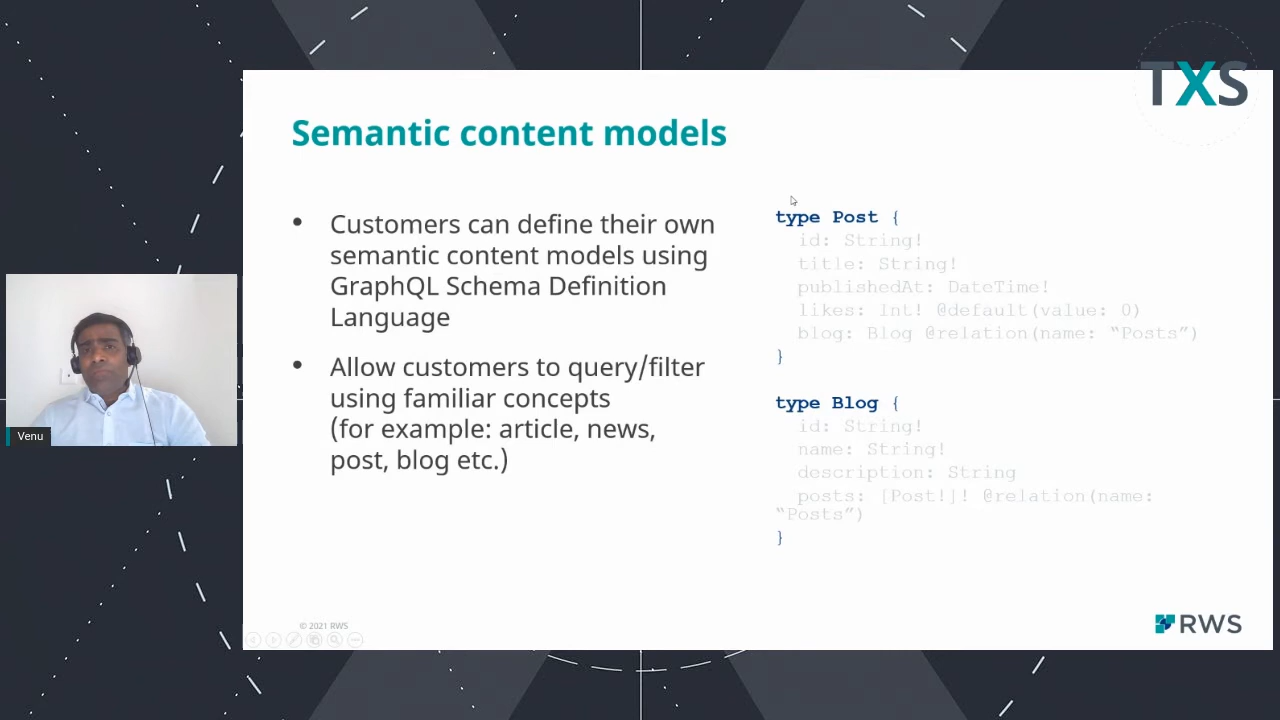 TXS
Semantic content models
• Customers can define their own
semantic content models using
GraphQL Schema Definition
Language
• Allow customers to query/filter
using familiar concepts
(for example: article, news,
post, blog etc.)
type Post {
id: String!
title: String!
publishedAt: DateTime!
likes: Int! @default(value: 0)
blog: Blog @relation(name: “Posts”)
}
type Blog {
id: String!
name: String!
description: String
posts: [Post!]! @relation(name:
“Posts”)
}
Venu
© 2021 RWS
RWS